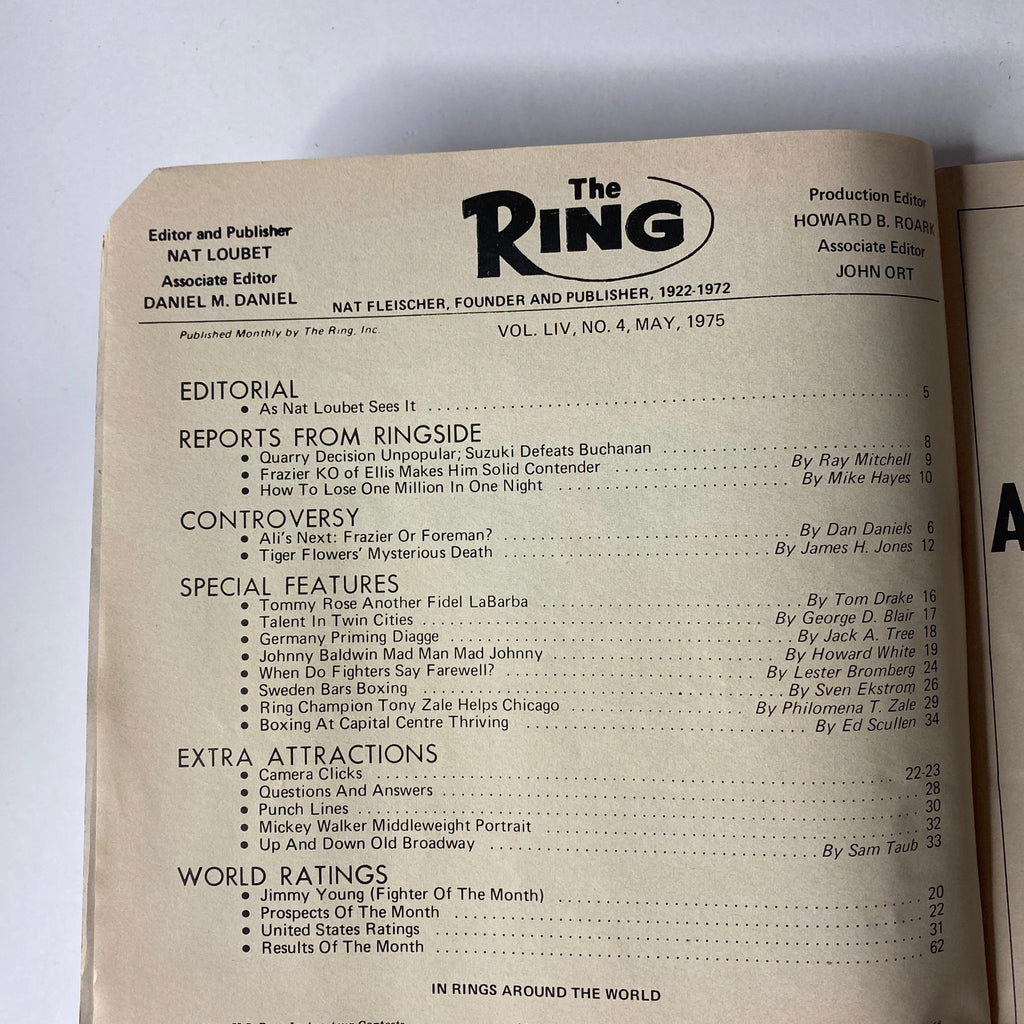 The
RING
Editor and Publisher
NAT LOUBET
Associate Editor
DANIEL M. DANIEL
Production Editor
HOWARD B. ROARK
Associate Editor
JOHN ORT
NAT FLEISCHER, FOUNDER AND PUBLISHER, 1922-1972
Published Monthly by The Ring, Inc.
VOL. LIV, NO. 4, MAY, 1975
EDITORIAL
• As Nat Loubet Sees It 5
REPORTS FROM RINGSIDE
• Quarry Decision Unpopular; Suzuki Defeats Buchanan 8
• Frazier KO of Ellis Makes Him Solid Contender By Ray Mitchell 9
• How To Lose One Million In One Night By Mike Hayes 10
CONTROVERSY
• Ali's Next: Frazier Or Foreman? By Dan Daniels 6
• Tiger Flowers' Mysterious Death By James H. Jones 12
SPECIAL FEATURES
• Tommy Rose Another Fidel LaBarba By Tom Drake 16
• Talent In Twin Cities By George D. Blair 17
• Germany Priming Diagge By Jack A. Tree 18
• Johnny Baldwin Mad Man Mad Johnny By Howard White 19
• When Do Fighters Say Farewell? By Lester Bromberg 24
• Sweden Bars Boxing By Sven Ekstrom 26
• Ring Champion Tony Zale Helps Chicago By Philomena T. Zale 29
• Boxing At Capital Centre Thriving By Ed Scullen 34
EXTRA ATTRACTIONS
• Camera Clicks 22-23
• Questions And Answers 28
• Punch Lines 30
• Mickey Walker Middleweight Portrait 32
• Up And Down Old Broadway By Sam Taub 33
WORLD RATINGS
• Jimmy Young (Fighter Of The Month) 20
• Prospects Of The Month 22
• United States Ratings 31
• Results Of The Month 62
IN RINGS AROUND THE WORLD
A